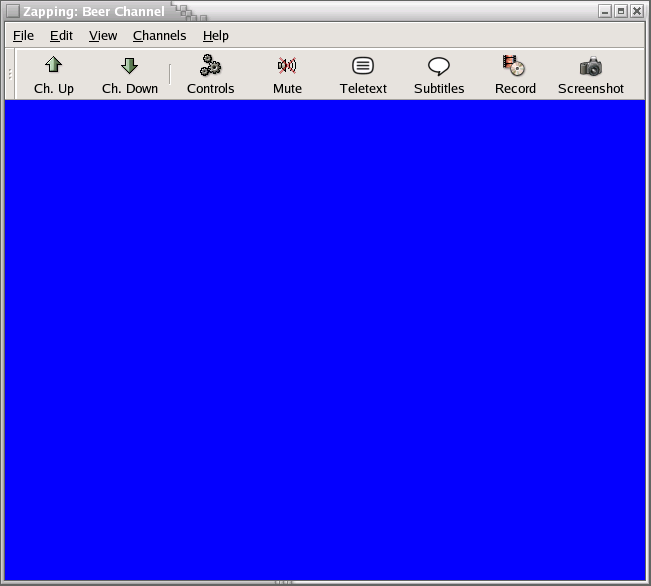 Zapping: Beer Channel
File Edit View Channels Help
Ch. Up Ch. Down Controls Mute Teletext Subtitles Record Screenshot